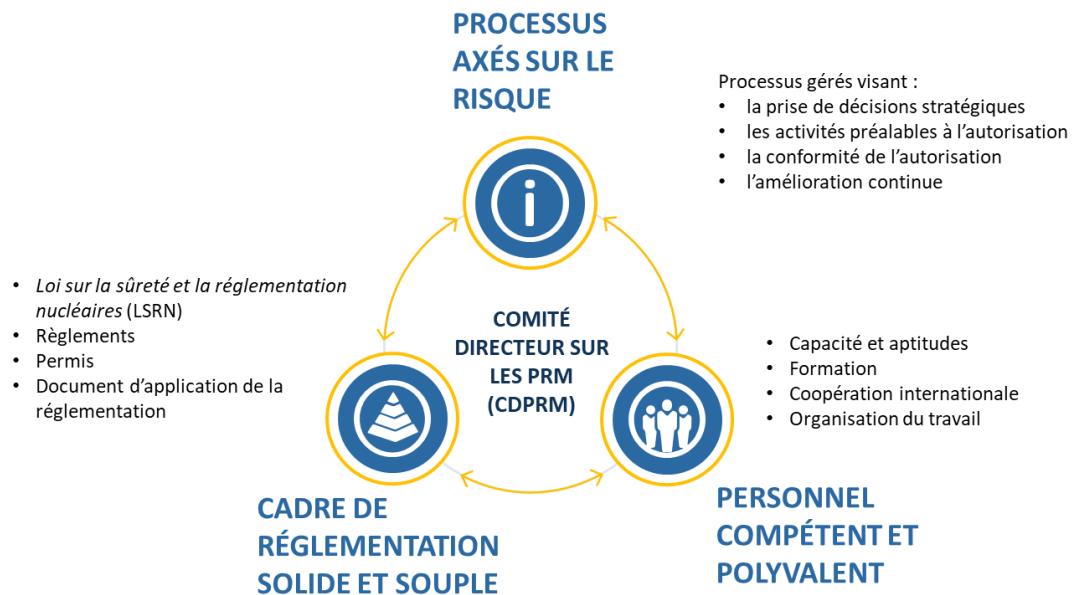 PROCESSUS
AXÉS SUR LE
RISQUE
Processus gérés visant :
• la prise de décisions stratégiques
• les activités préalables à l’autorisation
• la conformité de l’autorisation
• l’amélioration continue
i
• Loi sur la sûreté et la réglementation
nucléaires (LSRN)
• Règlements
• Permis
• Document d’application de la
réglementation
COMITÉ
DIRECTEUR SUR
LES PRM
(CDPRM)
• Capacité et aptitudes
• Formation
• Coopération internationale
• Organisation du travail
CADRE DE
RÉGLEMENTATION
SOLIDE ET SOUPLE
PERSONNEL
COMPÉTENT ET
POLYVALENT